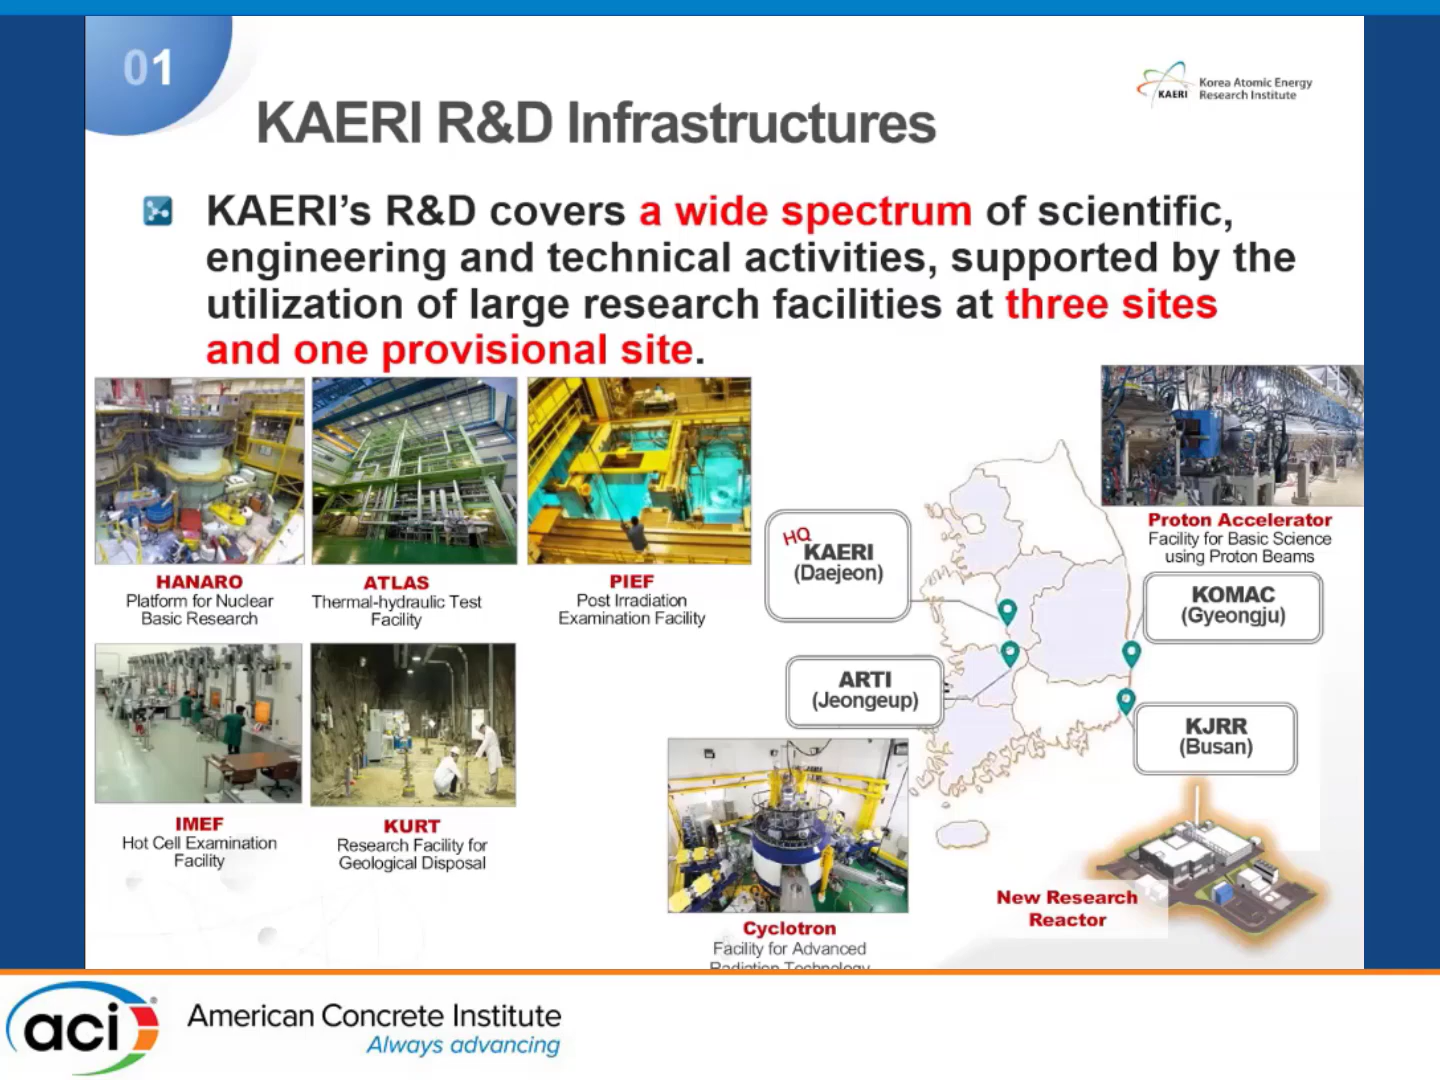 01
KAERI
Korea Atomic Energy
Research Institute
KAERI R&D Infrastructures
KAERI’s R&D covers a wide spectrum of scientific,
engineering and technical activities, supported by the
utilization of large research facilities at three sites
and one provisional site.
HANARO
Platform for Nuclear
Basic Research
ATLAS
Thermal-hydraulic Test
Facility
PIEF
Post Irradiation
Examination Facility
IMEF
Hot Cell Examination
Facility
KURT
Research Facility for
Geological Disposal
HQ
KAERI
(Daejeon)
ARTI
(Jeongeup)
Proton Accelerator
Facility for Basic Science
using Proton Beams
KOMAC
(Gyeongju)
KJRR
(Busan)
New Research
Reactor
Cyclotron
Facility for Advanced
Radiation Technology
aci
American Concrete Institute
Always advancing